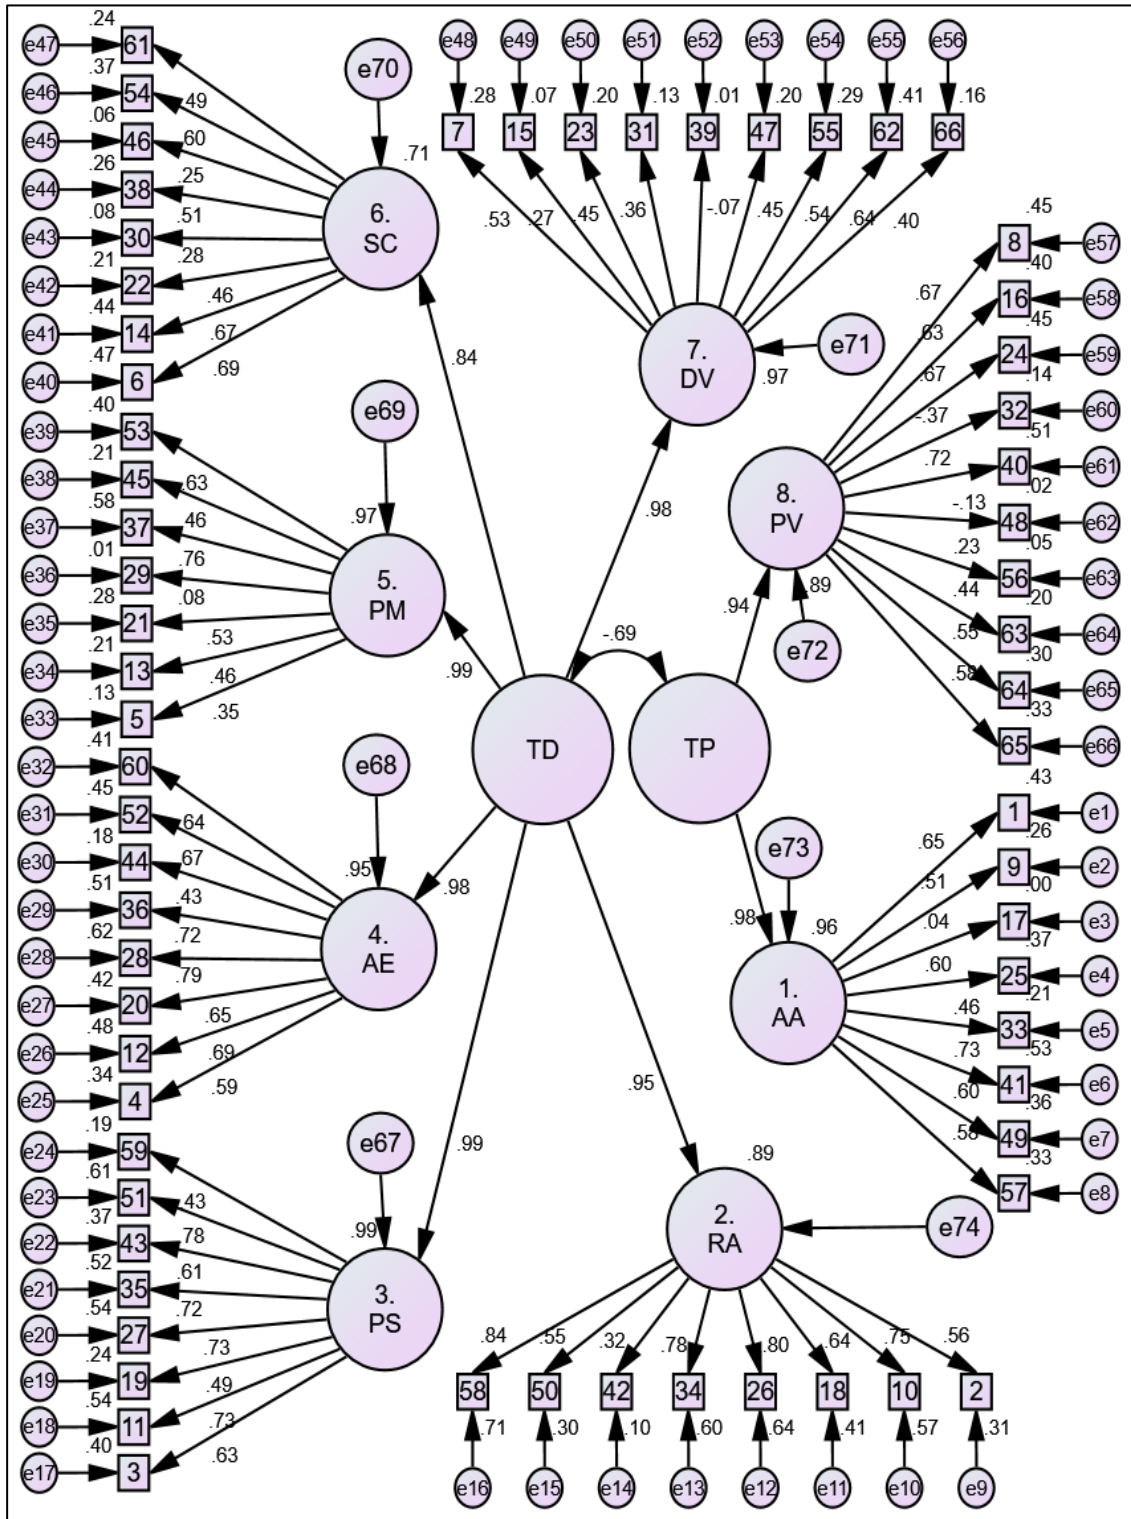 .24
e47 61
.37
e46 54 .49
.06
e45 46 .60
.26
e44 38 .25
.08
e43 30 .51
.21
e42 22 .28
.44
e41 14 .46
.47
e40 6 .67
.69
e70
.71
6.
SC
.84
e48 e49 e50 e51 e52 e53 e54 e55 e56
.28 .07 .20 .13 .01 .20 .29 .41 .16
7 15 23 31 39 47 55 62 66
.53 .27 .45 .36 -.07 .45 .54 .64 .40
7.
DV
e71
.97
.98
.45
8 e57
.40
.67
16 e58
.45
.63
24 e59
.14
.67
32 e60
.51
-.37
40 e61
.02
.72
48 e62
.05
-.13
56 e63
.20
.23
63 e64
.30
.44
64 e65
.33
.55
65 e66
.58
8.
PV
.94
.89
e72
.40
e39 53
.21
e38 45 .63
.58
e37 37 .46
.01
e36 29 .76
.28
e35 21 .08
.21
e34 13 .53
.13
e33 5 .46
.35
e69
.97
5.
PM
.99
-.69
TD
TP
.41
e32 60
.45
e31 52 .64
.18
e30 44 .67
.51
e29 36 .43
.62
e28 28 .72
.42
e27 20 .79
.48
e26 12 .65
.34
e25 4 .69
.59
e68
.95
4.
AE
.98
.43
1 e1
.26
.65
9 e2
.00
.51
17 e3
.37
.04
25 e4
.21
.60
33 e5
.53
.46
41 e6
.36
.73
49 e7
.33
.60
57 e8
.58
e73
.98
.96
1.
AA
.19
e24 59
.61
e23 51 .43
.37
e22 43 .78
.52
e21 35 .61
.54
e20 27 .72
.24
e19 19 .73
.54
e18 11 .49
.40
e17 3 .73
.63
e67
.99
3.
PS
.99
.95
.89
2.
RA
e74
.84 .55 .32 .78 .80 .64 .75 .56
58 50 42 34 26 18 10 2
.71 .30 .10 .60 .64 .41 .57 .31
e16 e15 e14 e13 e12 e11 e10 e9